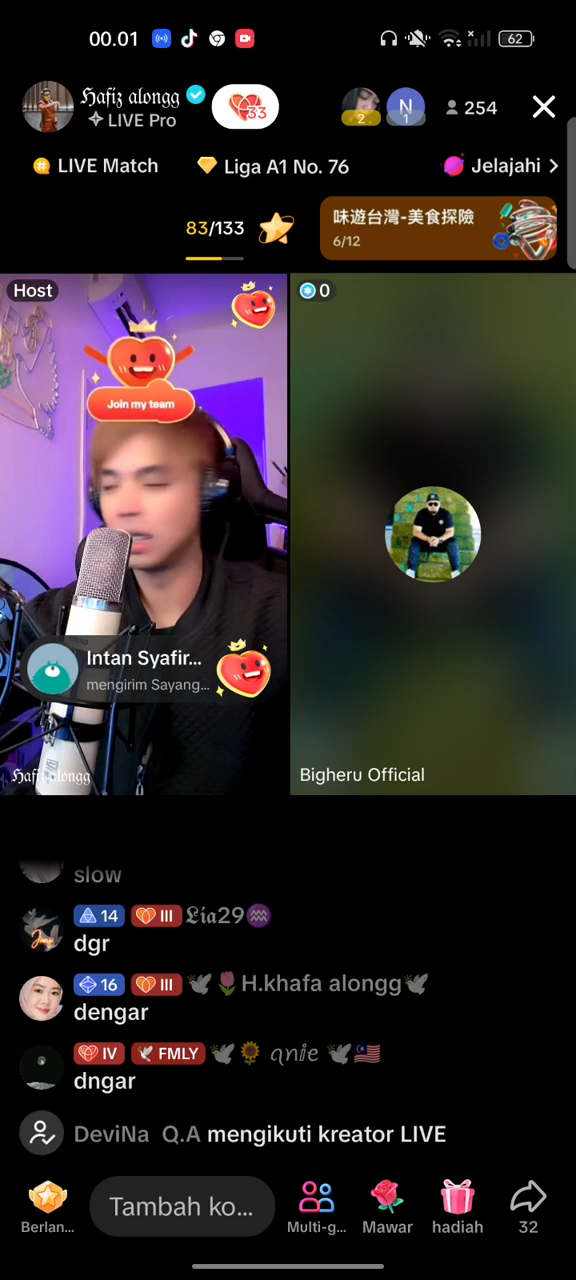 00.01
62
Hafiz alongg
LIVE Pro
33
2
N
1
254
LIVE Match
Liga A1 No. 76
Jelajahi
83/133
味遊台灣-美食探險
6/12
Host
0
Join my team
Intan Syafir...
mengirim Sayang...
Hafiz alongg
Bigheru Official
slow
14 III Lia29♒
dgr
16 III 🕊️🌷H.khafa alongg🕊️
dengar
IV FMLY 🕊️🌻 qnie 🕊️🇲🇾
dngar
DeviNa Q.A mengikuti kreator LIVE
Tambah ko...
Berlan...
Multi-g...
Mawar
hadiah
32